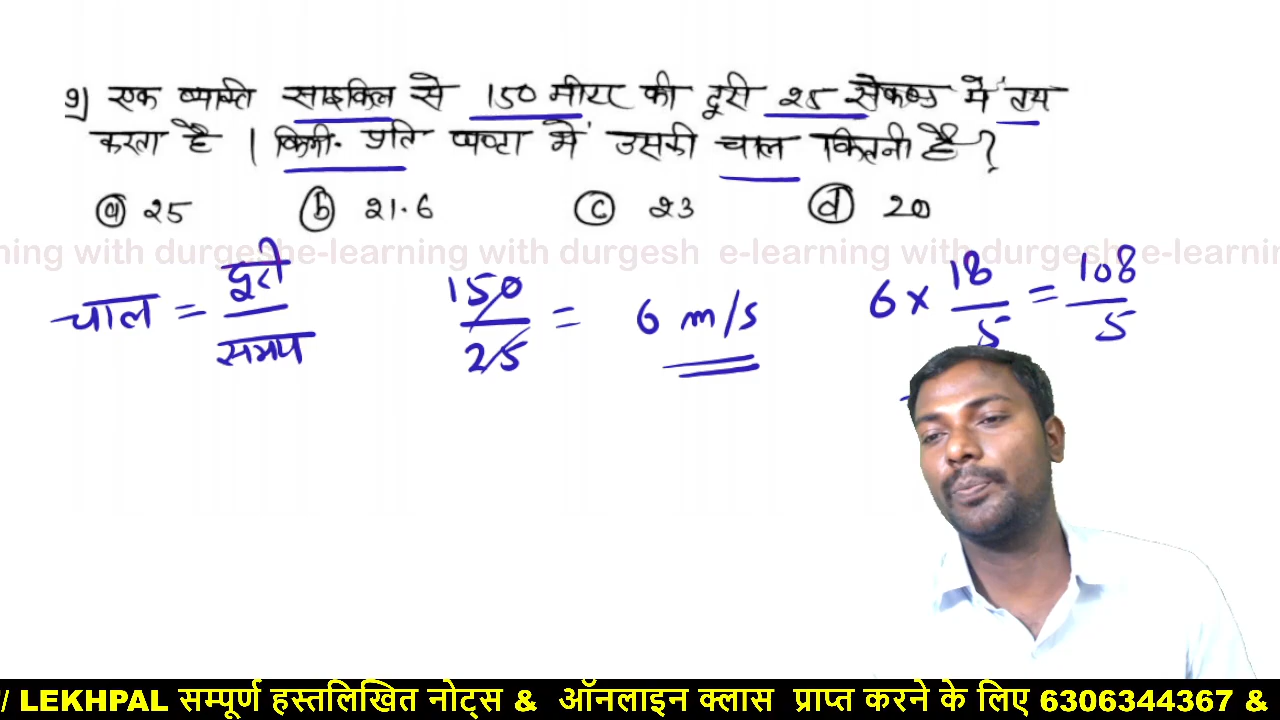 9) एक व्यक्ति साइकिल से 150 मीटर की दूरी 25 सेकण्ड में तय
करता है । किमी. प्रति घण्टा में उसकी चाल कितनी है ?
(a) 25 (b) 21.6 (c) 23 (d) 20
ning with durgesh e-learning with durgesh e-learning with durgesh e-learnin
चाल = दूरी / समय 150 / 25 = 6 m/s 6 × 18 / 5 = 108 / 5
/ LEKHPAL सम्पूर्ण हस्तलिखित नोट्स & ऑनलाइन क्लास प्राप्त करने के लिए 6306344367 &